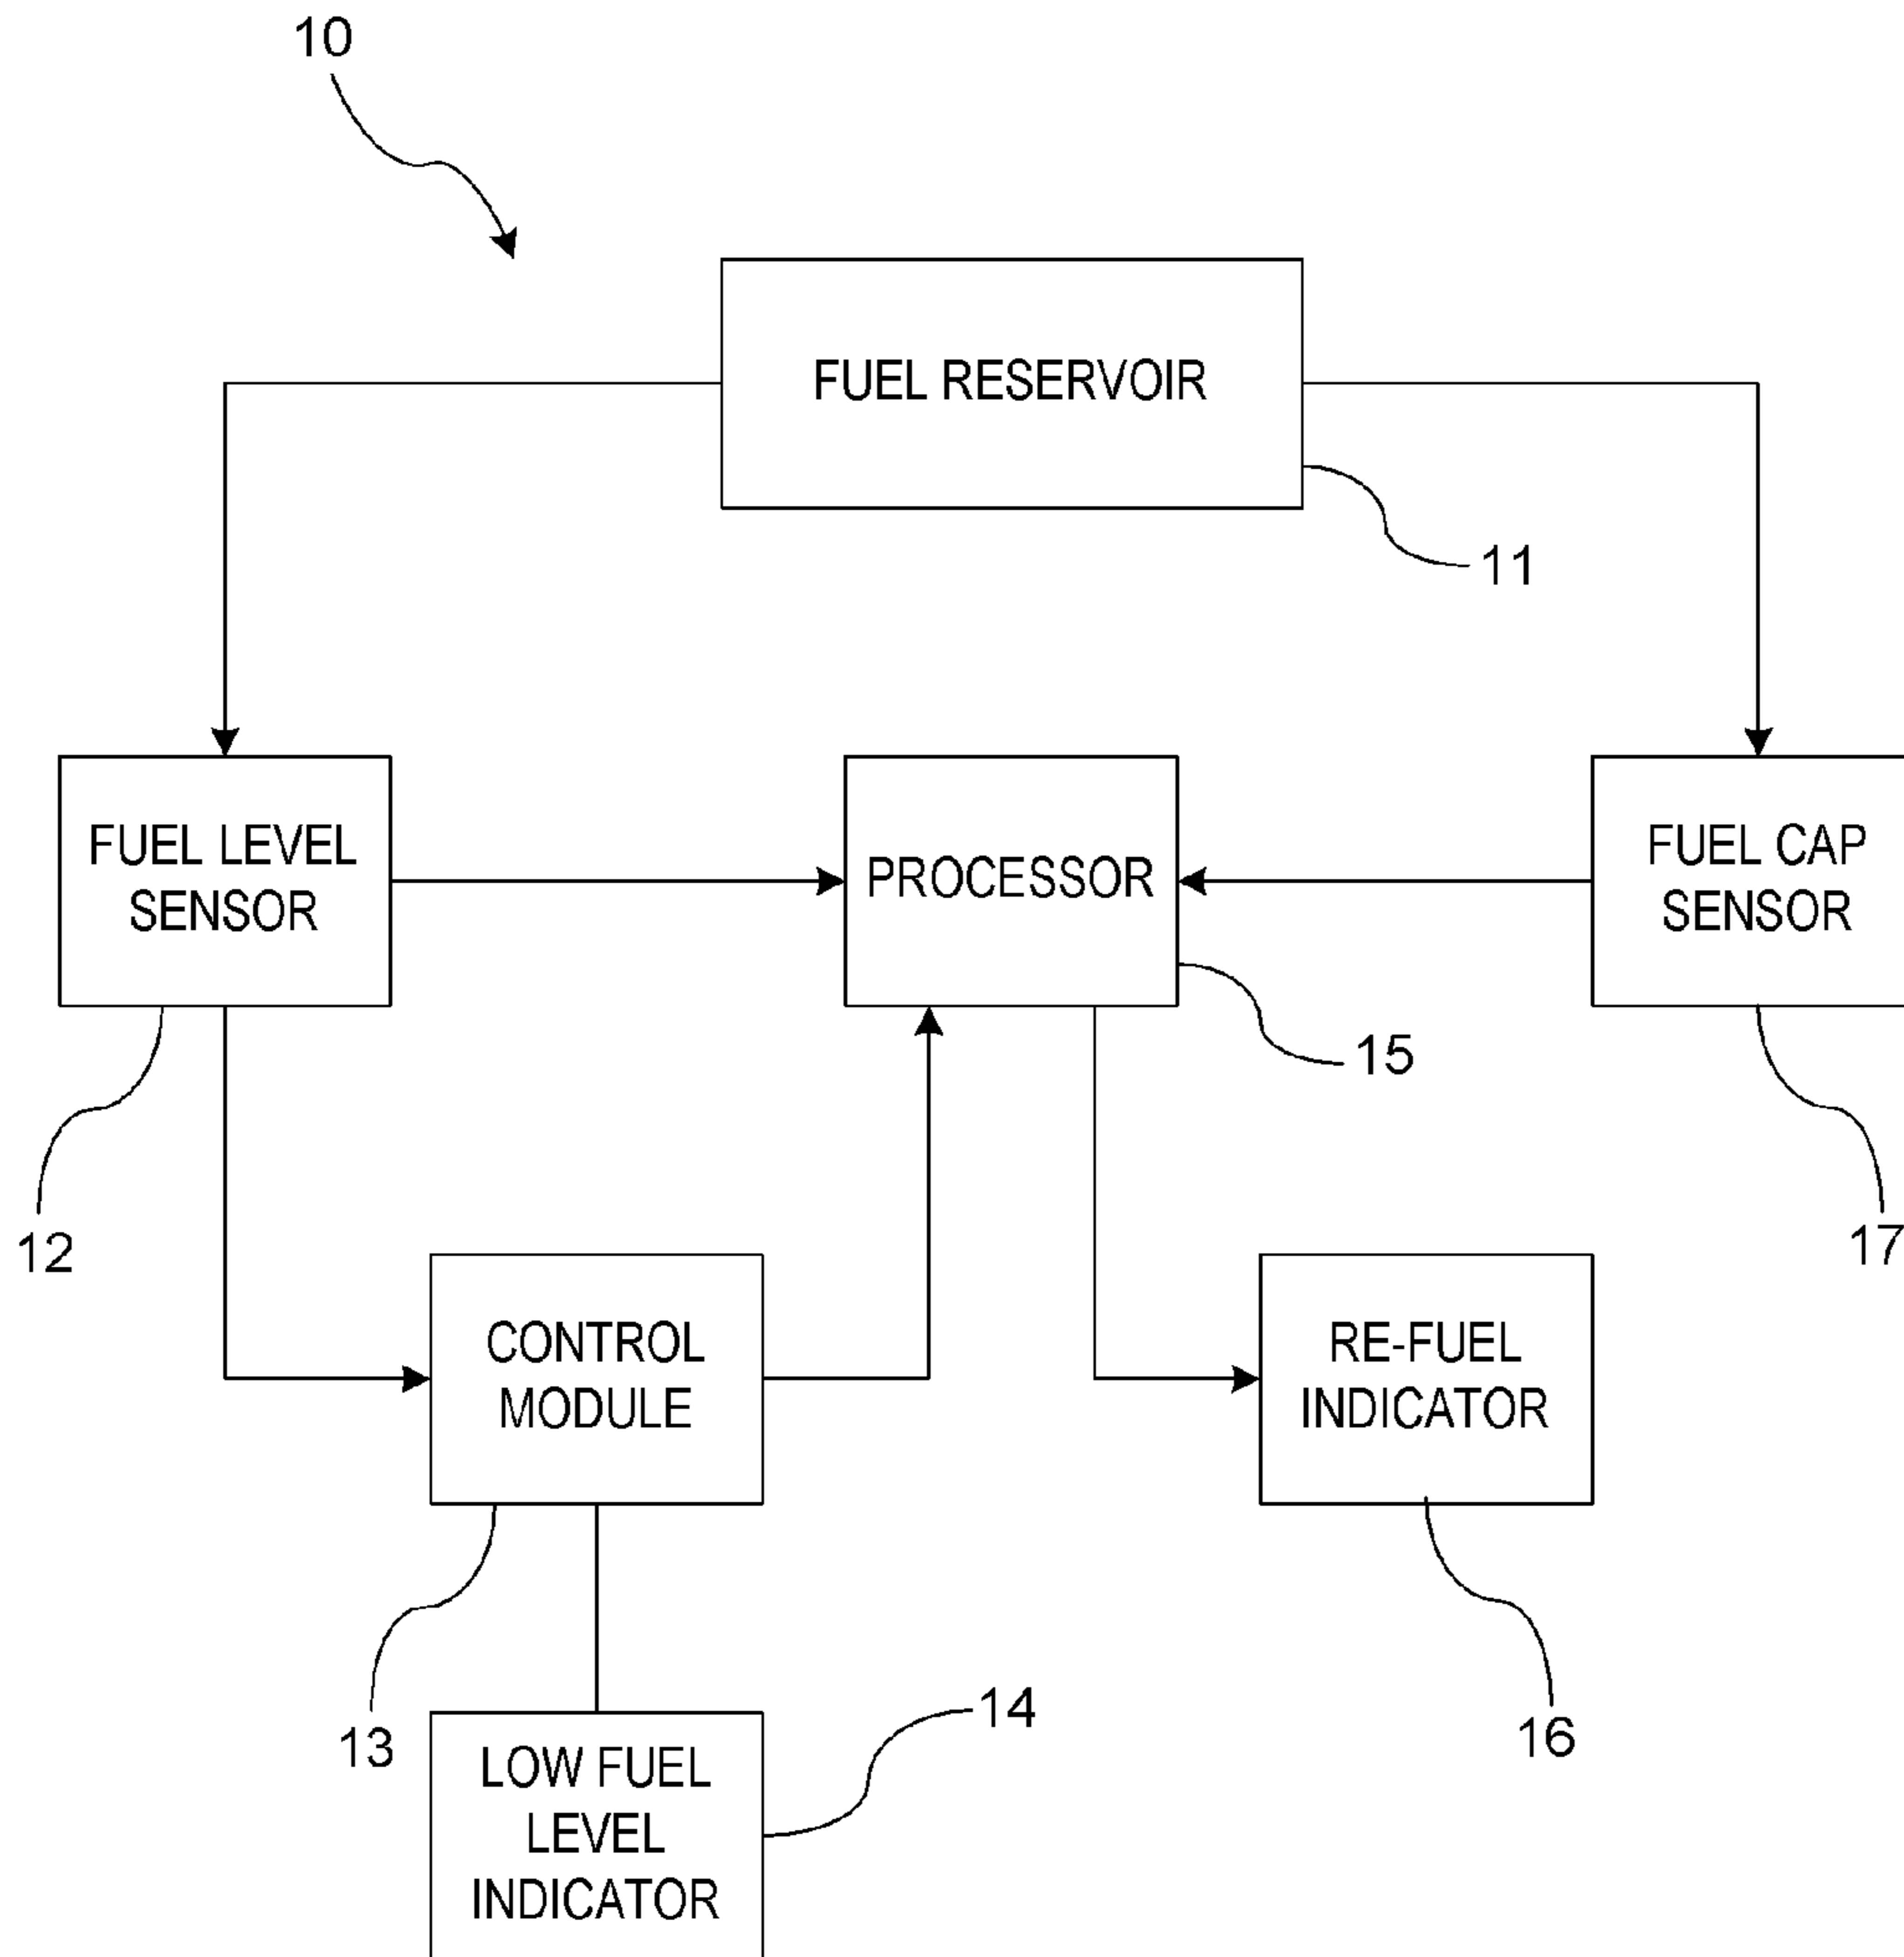 10
FUEL RESERVOIR
11
FUEL LEVEL
SENSOR
PROCESSOR
FUEL CAP
SENSOR
15
12
17
CONTROL
MODULE
RE-FUEL
INDICATOR
13
14
16
LOW FUEL
LEVEL
INDICATOR